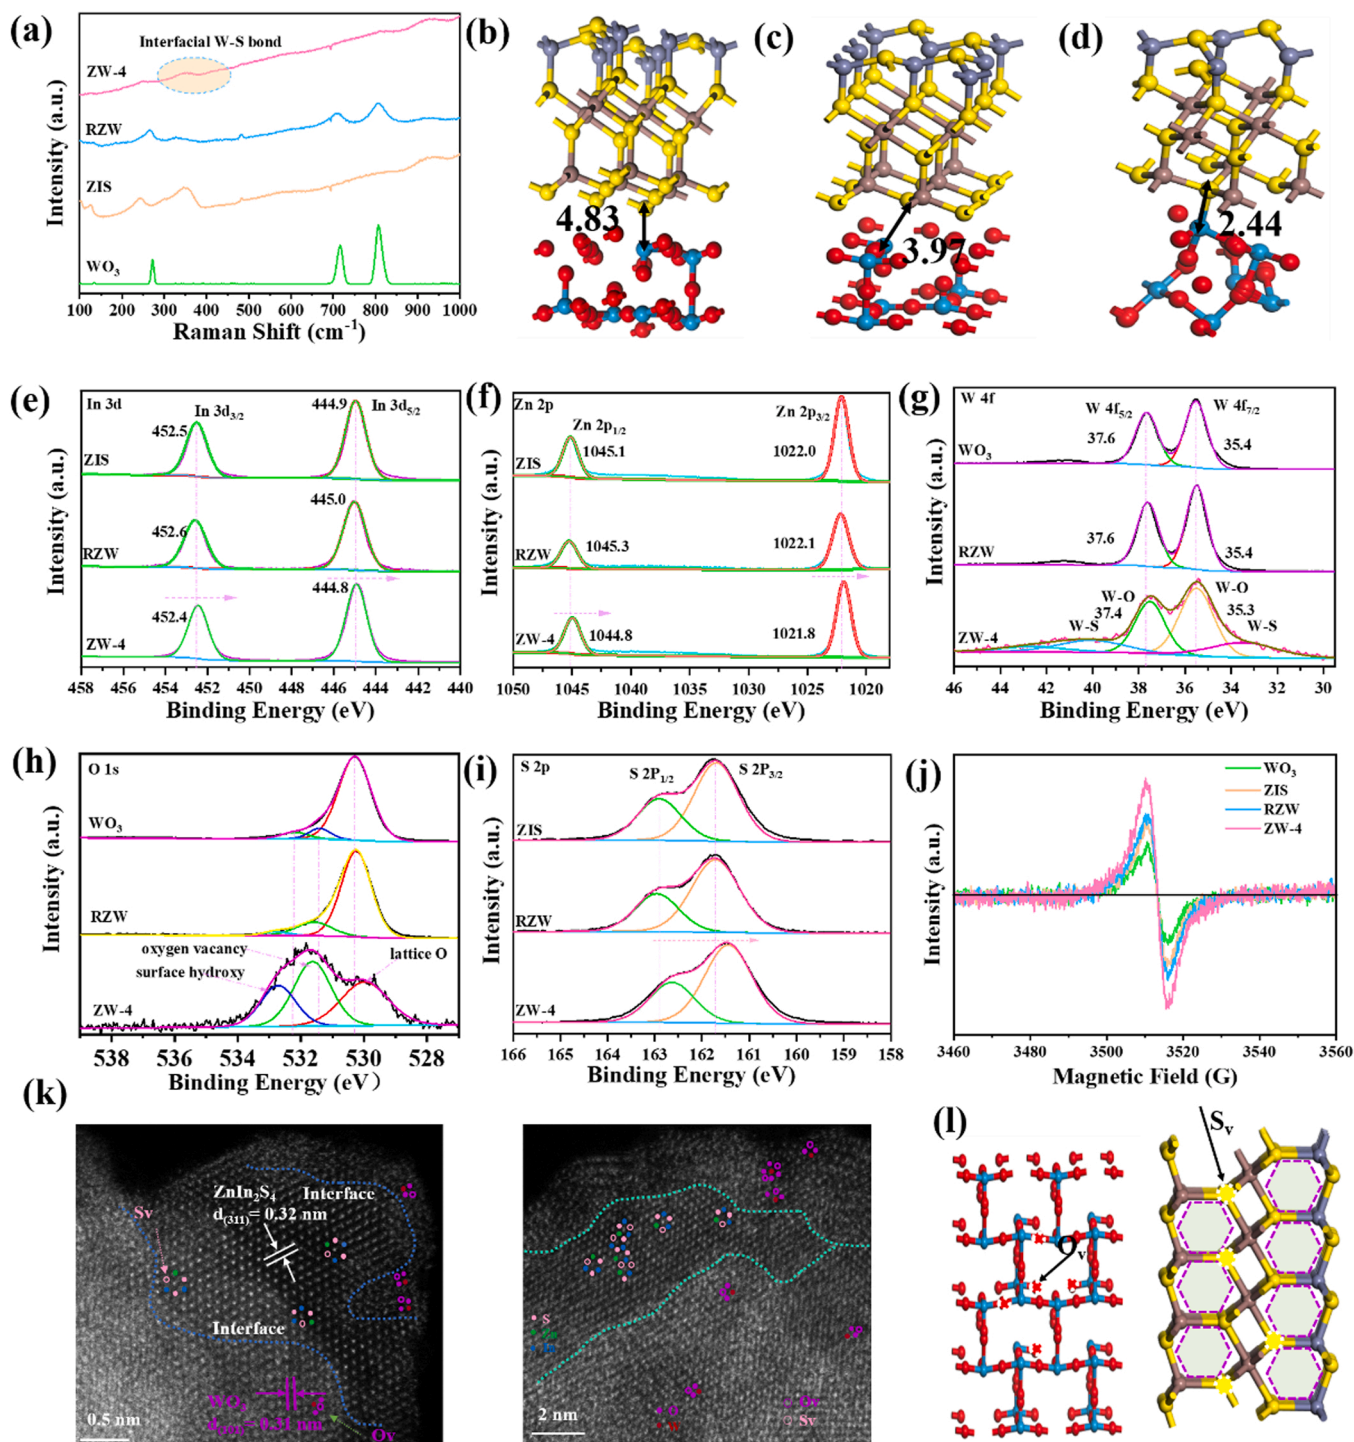 (a)
Interfacial W-S bond
ZW-4
RZW
ZIS
WO3
Intensity (a.u.)
100 200 300 400 500 600 700 800 900 1000
Raman Shift (cm-1)
(b)
4.83
(c)
3.97
(d)
2.44
(e)
In 3d
In 3d3/2
444.9
In 3d5/2
452.5
ZIS
445.0
452.6
RZW
444.8
452.4
ZW-4
Intensity (a.u.)
458 456 454 452 450 448 446 444 442 440
Binding Energy (eV)
(f)
Zn 2p
Zn 2p3/2
Zn 2p1/2
1045.1
1022.0
ZIS
1045.3
1022.1
RZW
1044.8
1021.8
ZW-4
Intensity (a.u.)
1050 1045 1040 1035 1030 1025 1020
Binding Energy (eV)
(g)
W 4f
W 4f5/2
W 4f7/2
37.6
35.4
WO3
37.6
35.4
RZW
W-O
W-O
37.4
35.3
W-S
W-S
ZW-4
Intensity (a.u.)
46 44 42 40 38 36 34 32 30
Binding Energy (eV)
(h)
O 1s
WO3
RZW
oxygen vacancy
lattice O
surface hydroxy
ZW-4
Intensity (a.u.)
538 536 534 532 530 528
Binding Energy (eV)
(i)
S 2p
S 2P1/2
S 2P3/2
ZIS
RZW
ZW-4
Intensity (a.u.)
166 165 164 163 162 161 160 159 158
Binding Energy (eV)
(j)
WO3
ZIS
RZW
ZW-4
Intensity (a.u.)
3460 3480 3500 3520 3540 3560
Magnetic Field (G)
(k)
ZnIn2S4
d(311)= 0.32 nm
Interface
Sv
Interface
WO3
0.31 nm
Ov
0.5 nm
S
O
W
Ov
Sv
2 nm
(l)
Ov
Sv